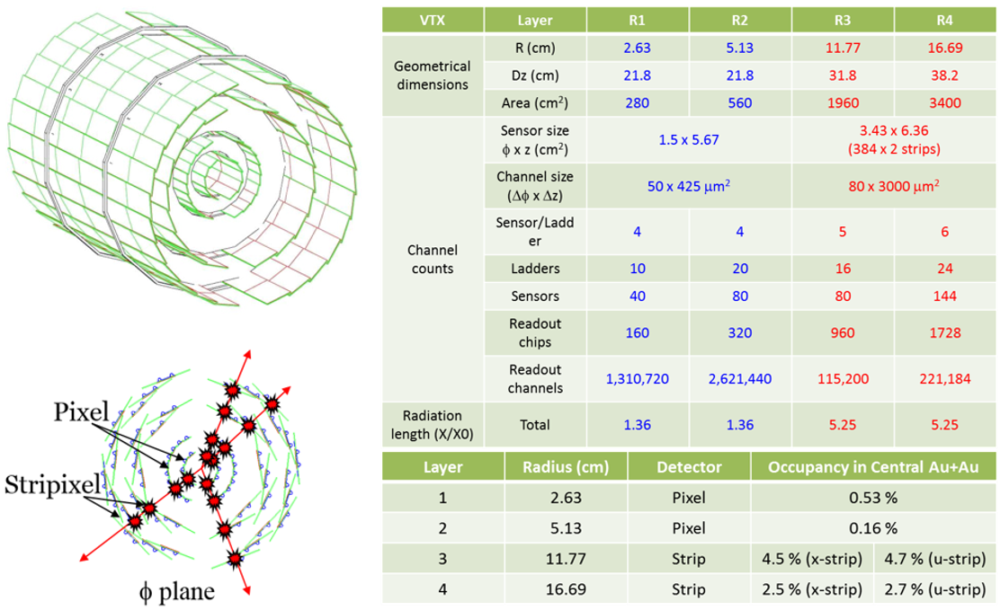 VTX Layer R1 R2 R3 R4
Geometrical dimensions
R (cm) 2.63 5.13 11.77 16.69
Dz (cm) 21.8 21.8 31.8 38.2
Area (cm²) 280 560 1960 3400
Channel counts
Sensor size
ϕ x z (cm²)
1.5 x 5.67
3.43 x 6.36
(384 x 2 strips)
Channel size
(Δϕ x Δz)
50 x 425 μm²
80 x 3000 μm²
Sensor/Ladd
er
4 4 5 6
Ladders 10 20 16 24
Sensors 40 80 80 144
Readout
chips
160 320 960 1728
Readout
channels
1,310,720 2,621,440 115,200 221,184
Radiation
length (X/X0)
Total 1.36 1.36 5.25 5.25
Layer Radius (cm) Detector Occupancy in Central Au+Au
1 2.63 Pixel 0.53 %
2 5.13 Pixel 0.16 %
3 11.77 Strip 4.5 % (x-strip) 4.7 % (u-strip)
4 16.69 Strip 2.5 % (x-strip) 2.7 % (u-strip)
Pixel
Stripixel
ϕ plane